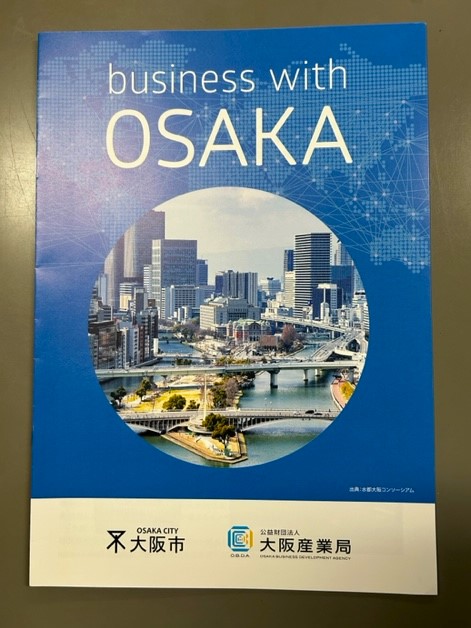 business with
OSAKA
出典：水都大阪コンソーシアム
OSAKA CITY
大阪市
公益財団法人
大阪産業局
O.B.D.A.
OSAKA BUSINESS DEVELOPMENT AGENCY